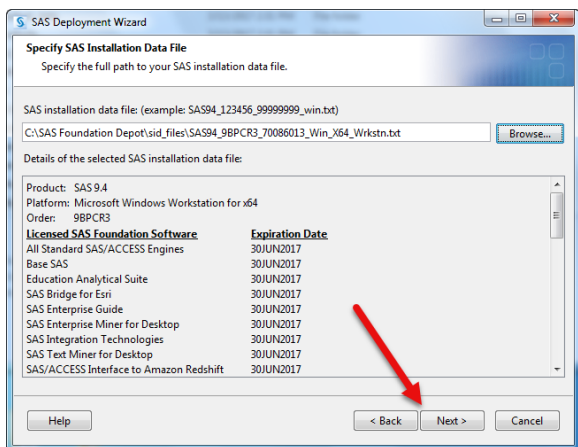 SAS Deployment Wizard
Specify SAS Installation Data File
Specify the full path to your SAS installation data file.
SAS installation data file: (example: SAS94_123456_99999999_win.txt)
C:\SAS Foundation Depot\sid_files\SAS94_9BPCR3_70086013_Win_X64_Wrkstn.txt
Browse...
Details of the selected SAS installation data file:
Product: SAS 9.4
Platform: Microsoft Windows Workstation for x64
Order: 9BPCR3
Licensed SAS Foundation Software Expiration Date
All Standard SAS/ACCESS Engines 30JUN2017
Base SAS 30JUN2017
Education Analytical Suite 30JUN2017
SAS Bridge for Esri 30JUN2017
SAS Enterprise Guide 30JUN2017
SAS Enterprise Miner for Desktop 30JUN2017
SAS Integration Technologies 30JUN2017
SAS Text Miner for Desktop 30JUN2017
SAS/ACCESS Interface to Amazon Redshift 30JUN2017
Help < Back Next > Cancel